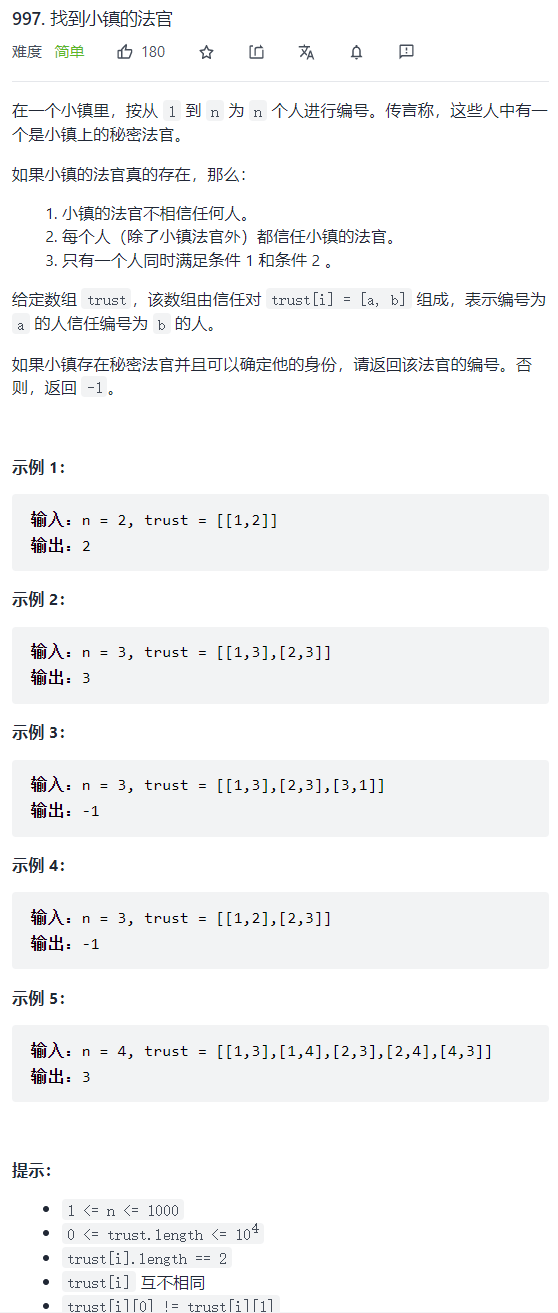 997. 找到小镇的法官
难度 简单 180
在一个小镇里，按从 1 到 n 为 n 个人进行编号。传言称，这些人中有一
个是小镇上的秘密法官。
如果小镇的法官真的存在，那么：
1. 小镇的法官不相信任何人。
2. 每个人（除了小镇法官外）都信任小镇的法官。
3. 只有一个人同时满足条件 1 和条件 2 。
给定数组 trust，该数组由信任对 trust[i] = [a, b] 组成，表示编号为
a 的人信任编号为 b 的人。
如果小镇存在秘密法官并且可以确定他的身份，请返回该法官的编号。否
则，返回 -1。
示例 1：
输入：n = 2, trust = [[1,2]]
输出：2
示例 2：
输入：n = 3, trust = [[1,3],[2,3]]
输出：3
示例 3：
输入：n = 3, trust = [[1,3],[2,3],[3,1]]
输出：-1
示例 4：
输入：n = 3, trust = [[1,2],[2,3]]
输出：-1
示例 5：
输入：n = 4, trust = [[1,3],[1,4],[2,3],[2,4],[4,3]]
输出：3
提示：
1 <= n <= 1000
0 <= trust.length <= 10⁴
trust[i].length == 2
trust[i] 互不相同
trust[i][0] != trust[i][1]